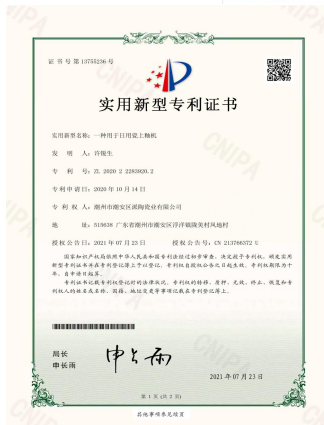 证书号第13755236号
CNIPA
实用新型专利证书
实用新型名称：一种用于日用瓷上釉机
发明人：许锐生
专利号：ZL 2020 2 2283920.2
专利申请日：2020年10月14日
专利权人：潮州市潮安区派陶瓷业有限公司
地址：515638 广东省潮州市潮安区浮洋镇陇美村凤地村
授权公告日：2021年07月23日 授权公告号：CN 213766372 U
国家知识产权局依照中华人民共和国专利法经过初步审查，决定授予专利权，颁发实用
新型专利证书并在专利登记簿上予以登记。专利权自授权公告之日起生效。专利权期限为十
年，自申请日起算。
专利证书记载专利权登记时的法律状况。专利权的转移、质押、无效、终止、恢复和专
利权人的姓名或名称、国籍、地址变更等事项记载在专利登记簿上。
局长
申长雨
申长雨
2021年07月23日
第1页（共2页）
其他事项参见续页